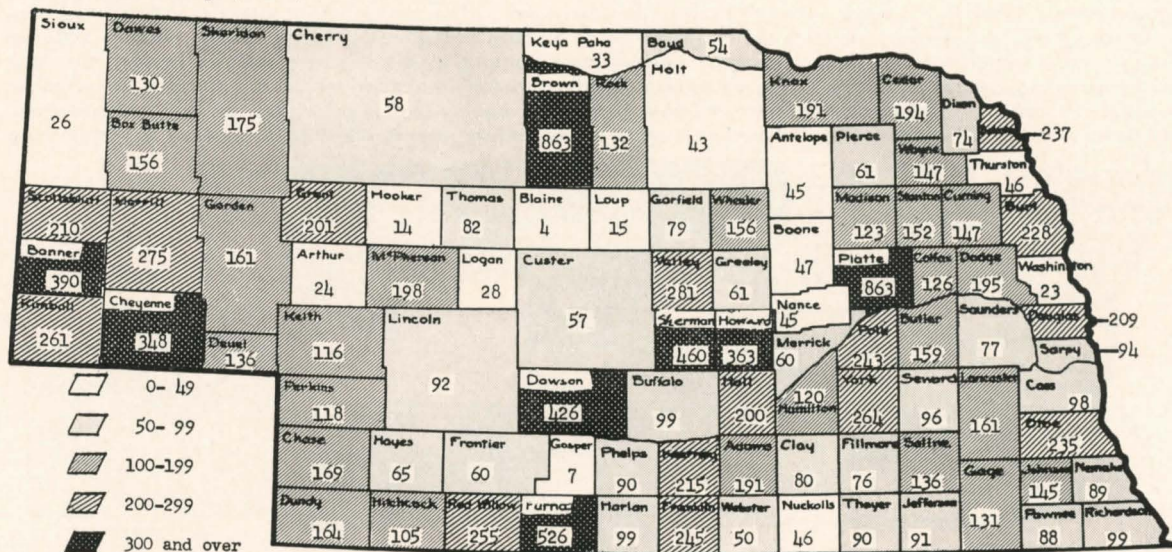 Sioux
26
Dawes
130
Box Butte
156
Sheridan
175
Cherry
58
Keya Paha
33
Boyd
54
Brown
863
Rock
132
Holt
43
Knox
191
Cedar
194
Dixon
74
237
Antelope
45
Pierce
61
Wayne
147
Thurston
46
Scottsbluff
210
Morrill
275
Garden
161
Grant
201
Hooker
14
Thomas
82
Blaine
4
Loup
15
Garfield
79
Wheeler
156
Boone
47
Madison
123
Stanton
152
Cuming
147
Burt
228
Banner
390
Kimball
261
Cheyenne
348
Deuel
136
Arthur
24
McPherson
198
Logan
28
Custer
57
Valley
281
Greeley
61
Nance
45
Platte
863
Colfax
126
Dodge
195
Washington
23
Keith
116
Lincoln
92
Sherman
460
Howard
363
Merrick
60
Polk
243
Butler
159
Saunders
77
Douglas
209
Sarpy
94
Perkins
118
Dawson
426
Buffalo
99
Hall
200
Hamilton
120
York
264
Seward
96
Lancaster
161
Cass
98
Otoe
235
Chase
169
Hayes
65
Frontier
60
Gosper
7
Phelps
90
Kearney
215
Adams
191
Clay
80
Fillmore
76
Saline
136
Gage
131
Johnson
145
Nemaha
89
Dundy
164
Hitchcock
105
Red Willow
255
Furnas
526
Harlan
99
Franklin
245
Webster
50
Nuckolls
46
Thayer
90
Jefferson
91
Pawnee
88
Richardson
99
0- 49
50- 99
100-199
200-299
300 and over